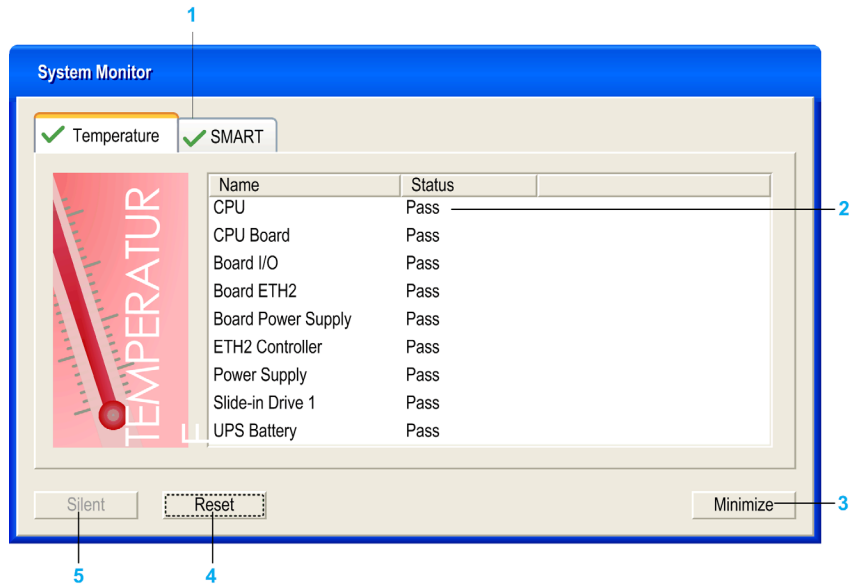 1
System Monitor
Temperature SMART
TEMPERATUR
E
Name Status
CPU Pass 2
CPU Board Pass
Board I/O Pass
Board ETH2 Pass
Board Power Supply Pass
ETH2 Controller Pass
Power Supply Pass
Slide-in Drive 1 Pass
UPS Battery Pass
Silent Reset Minimize 3
5 4